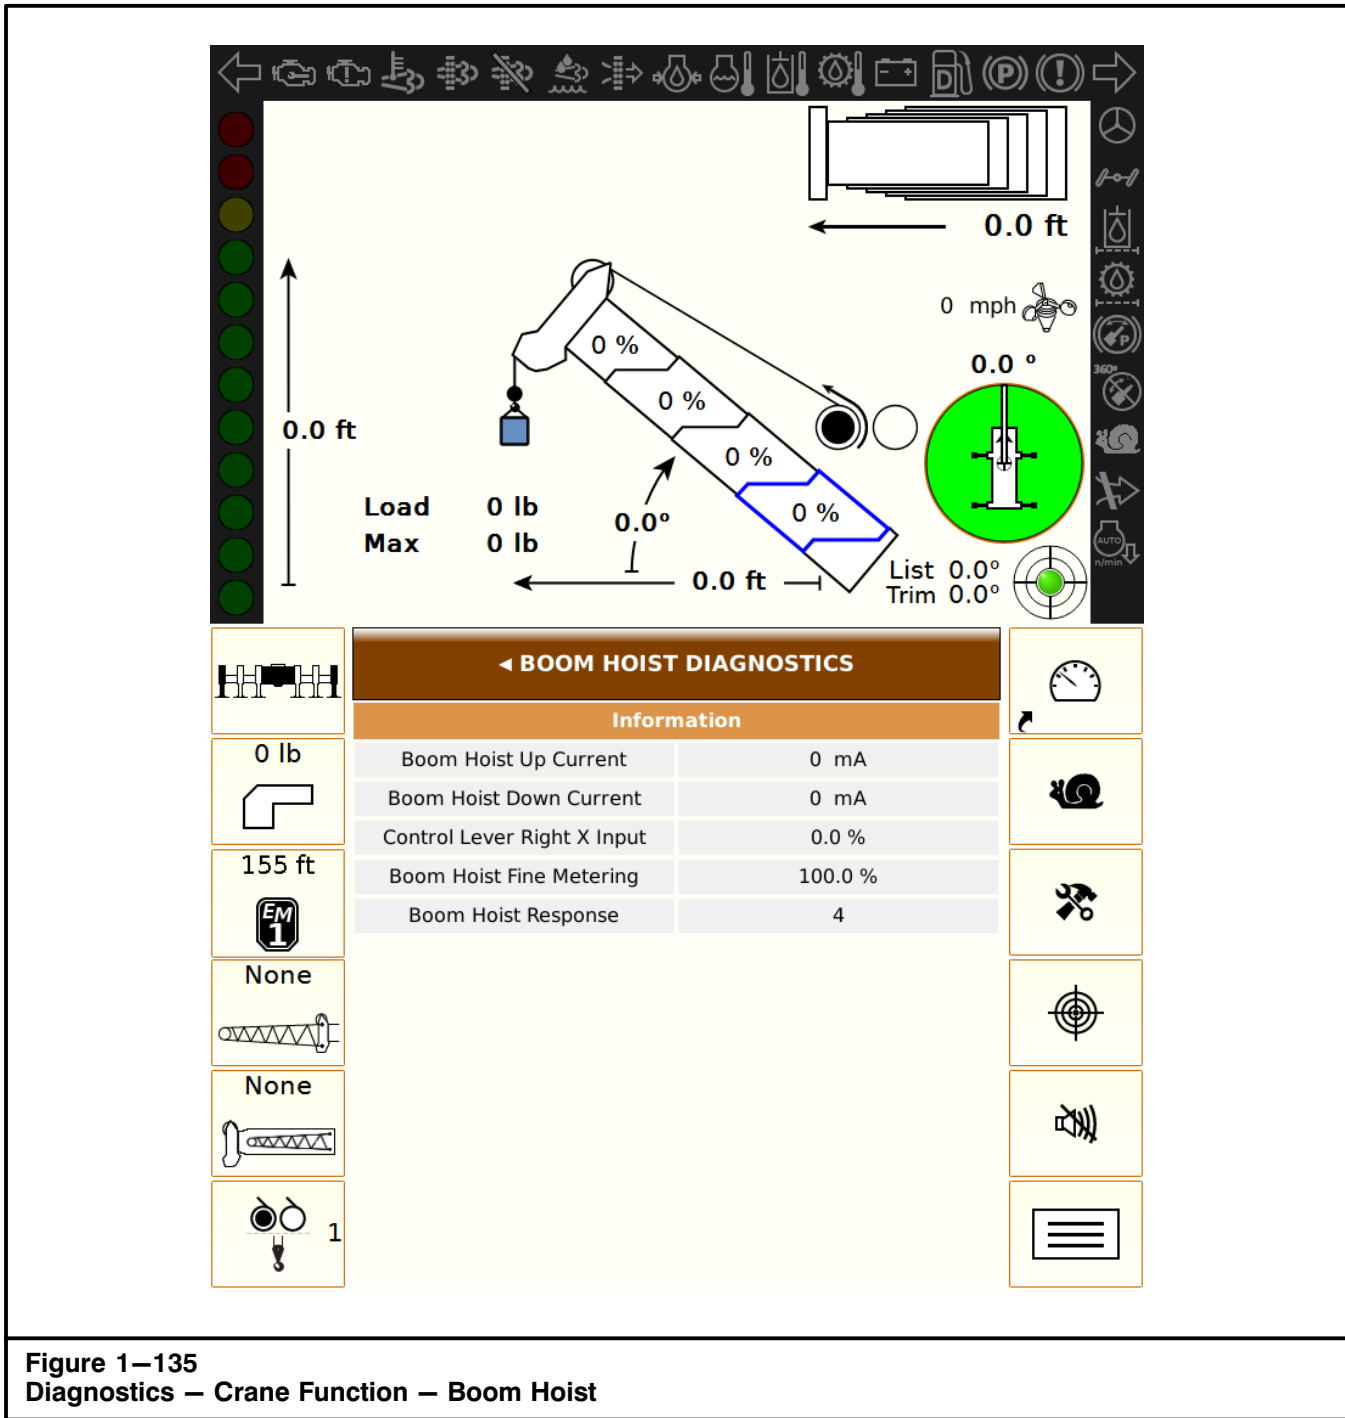 D
P
!
0.0 ft
0 mph
P
0.0 º
360º
0 %
0 %
0.0 ft
0 %
Load 0 lb
Max 0 lb
0.0º
0 %
AUTO
n/min
0.0 ft
List 0.0º
Trim 0.0º
◄ BOOM HOIST DIAGNOSTICS
Information
0 lb
Boom Hoist Up Current 0 mA
Boom Hoist Down Current 0 mA
Control Lever Right X Input 0.0 %
155 ft
Boom Hoist Fine Metering 100.0 %
EM
1
Boom Hoist Response 4
None
None
1
Figure 1–135
Diagnostics – Crane Function – Boom Hoist